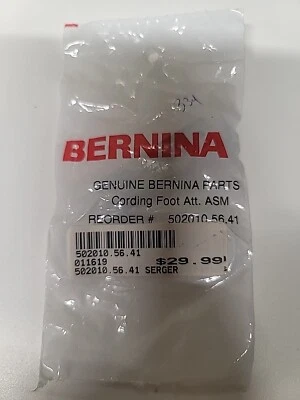 BERNINA
GENUINE BERNINA PARTS
Cording Foot Att. ASM
REORDER # 502010.56.41
502010.56.41
011619 $29.99
502010.56.41 SERGER